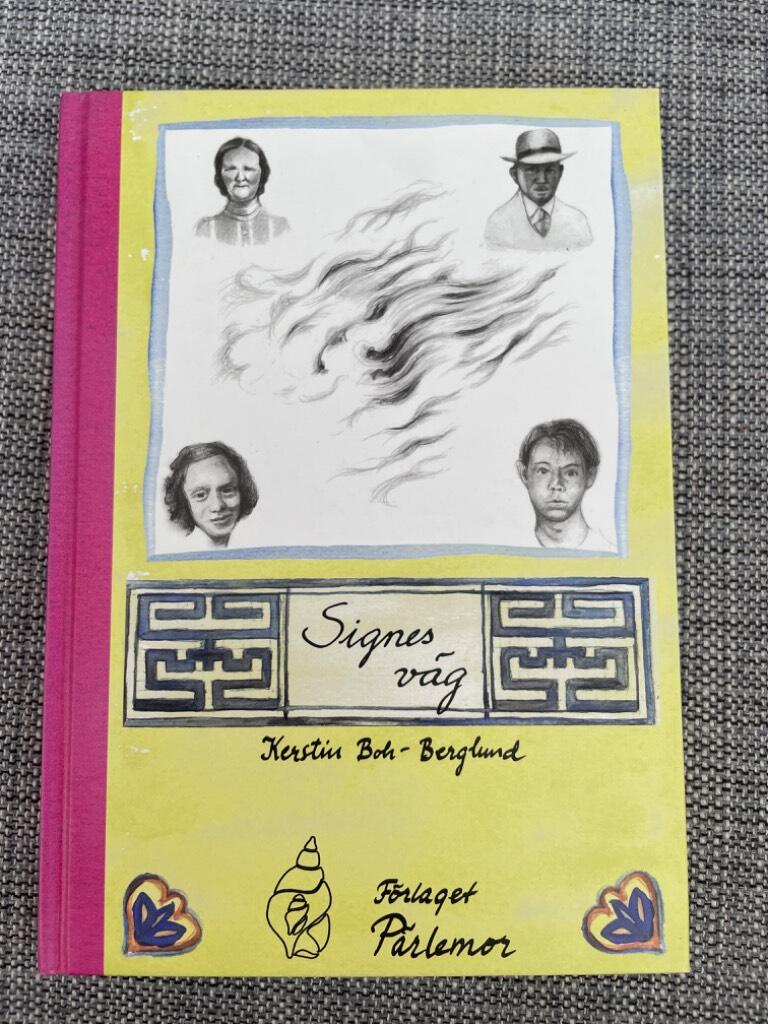 Signes
väg
Kerstin Boh-Berglund
Förlaget
Pärlemor